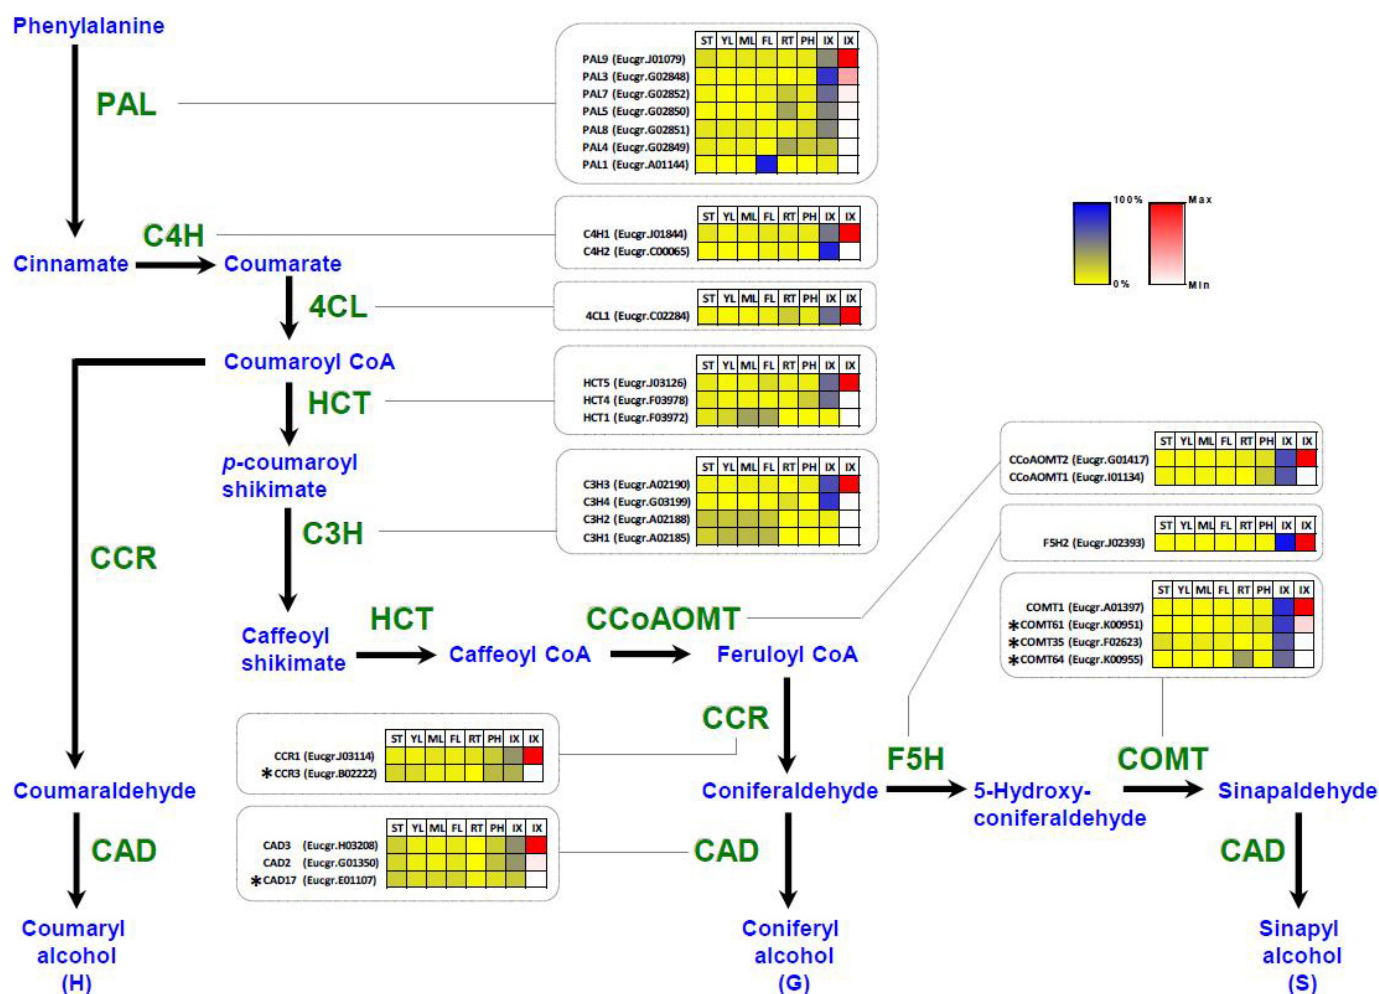 Phenylalanine
PAL
ST YL ML FL RT PH IX IX
PAL9 (Eucgr.J01079)
PAL3 (Eucgr.G02848)
PAL7 (Eucgr.G02852)
PAL5 (Eucgr.G02850)
PAL8 (Eucgr.G02851)
PAL4 (Eucgr.G02849)
PAL1 (Eucgr.A01144)
100%
0%
Max
Min
C4H
ST YL ML FL RT PH IX IX
C4H1 (Eucgr.J01844)
C4H2 (Eucgr.C00065)
Cinnamate
Coumarate
4CL
ST YL ML FL RT PH IX IX
4CL1 (Eucgr.C02284)
Coumaroyl CoA
HCT
ST YL ML FL RT PH IX IX
HCT5 (Eucgr.J03126)
HCT4 (Eucgr.F03978)
HCT1 (Eucgr.F03972)
p-coumaroyl
shikimate
C3H
ST YL ML FL RT PH IX IX
C3H3 (Eucgr.A02190)
C3H4 (Eucgr.G03199)
C3H2 (Eucgr.A02188)
C3H1 (Eucgr.A02185)
ST YL ML FL RT PH IX IX
CCoAOMT2 (Eucgr.G01417)
CCoAOMT1 (Eucgr.I01134)
ST YL ML FL RT PH IX IX
F5H2 (Eucgr.J02393)
ST YL ML FL RT PH IX IX
COMT1 (Eucgr.A01397)
*COMT61 (Eucgr.K00951)
*COMT35 (Eucgr.F02623)
*COMT64 (Eucgr.K00955)
CCR
Caffeoyl
shikimate
HCT
Caffeoyl CoA
CCoAOMT
Feruloyl CoA
CCR
ST YL ML FL RT PH IX IX
CCR1 (Eucgr.J03114)
*CCR3 (Eucgr.B02222)
F5H
COMT
Coumaraldehyde
Coniferaldehyde
5-Hydroxy-
coniferaldehyde
Sinapaldehyde
ST YL ML FL RT PH IX IX
CAD3 (Eucgr.H03208)
CAD2 (Eucgr.G01350)
*CAD17 (Eucgr.E01107)
CAD
CAD
CAD
Coumaryl
alcohol
(H)
Coniferyl
alcohol
(G)
Sinapyl
alcohol
(S)